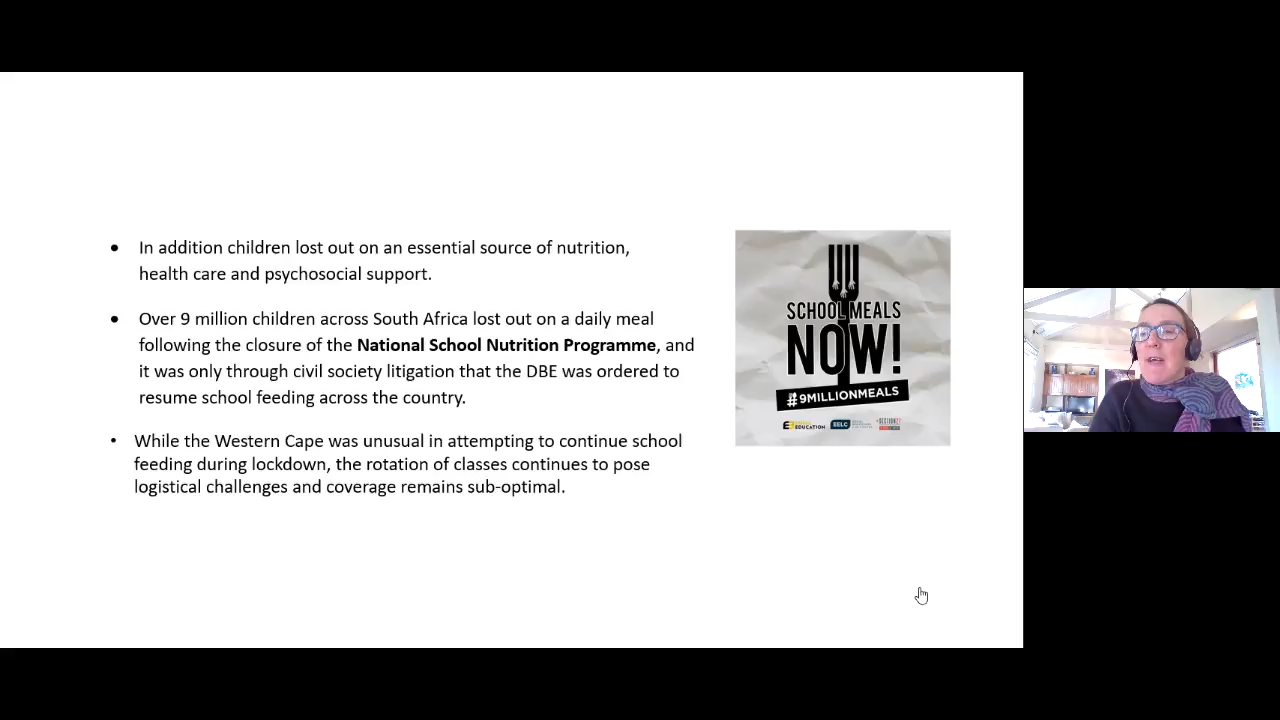 In addition children lost out on an essential source of nutrition,
health care and psychosocial support.
Over 9 million children across South Africa lost out on a daily meal
following the closure of the National School Nutrition Programme, and
it was only through civil society litigation that the DBE was ordered to
resume school feeding across the country.
While the Western Cape was unusual in attempting to continue school
feeding during lockdown, the rotation of classes continues to pose
logistical challenges and coverage remains sub-optimal.
SCHOOL MEALS
NOW!
#9MILLIONMEALS
EDUCATION
EELC
SECTION27